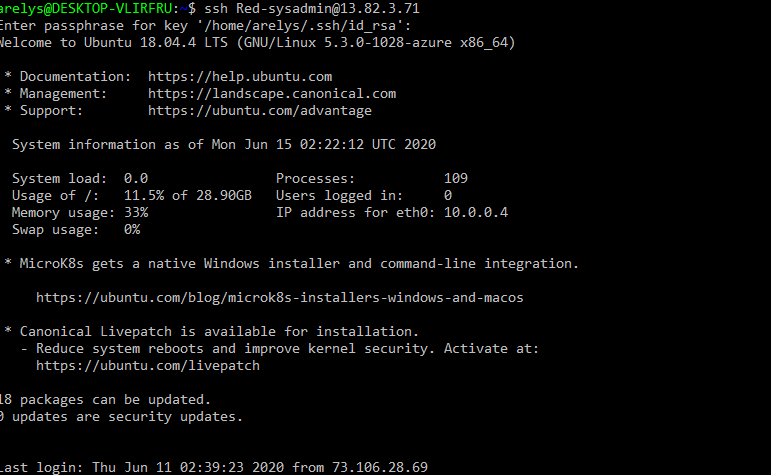 arelys@DESKTOP-VLIRFRU:~$ ssh Red-sysadmin@13.82.3.71
Enter passphrase for key '/home/arelys/.ssh/id_rsa':
Welcome to Ubuntu 18.04.4 LTS (GNU/Linux 5.3.0-1028-azure x86_64)
* Documentation:  https://help.ubuntu.com
* Management:     https://landscape.canonical.com
* Support:        https://ubuntu.com/advantage
System information as of Mon Jun 15 02:22:12 UTC 2020
System load:  0.0               Processes:           109
Usage of /:   11.5% of 28.90GB   Users logged in:     0
Memory usage: 33%               IP address for eth0: 10.0.0.4
Swap usage:   0%
* MicroK8s gets a native Windows installer and command-line integration.
https://ubuntu.com/blog/microk8s-installers-windows-and-macos
* Canonical Livepatch is available for installation.
- Reduce system reboots and improve kernel security. Activate at:
https://ubuntu.com/livepatch
18 packages can be updated.
0 updates are security updates.
Last login: Thu Jun 11 02:39:23 2020 from 73.106.28.69